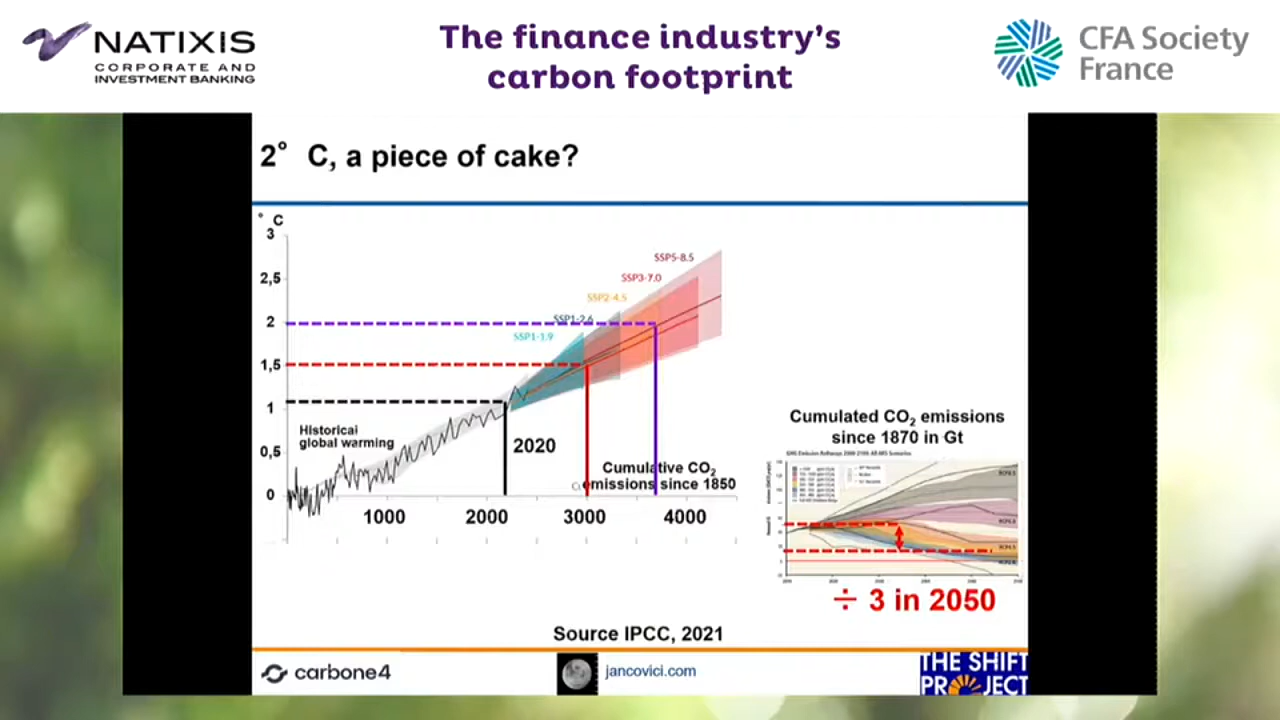 NATIXIS
CORPORATE AND
INVESTMENT BANKING
The finance industry's
carbon footprint
CFA Society
France
2° C, a piece of cake?
° C
3
2,5
2
1,5
1
0,5
0
SSP5-8.5
SSP3-7.0
SSP2-4.5
SSP1-2.6
SSP1-1.9
Historical
global warming
2020
Cumulative CO2
emissions since 1850
1000
2000
3000
4000
Cumulated CO2 emissions
since 1870 in Gt
÷ 3 in 2050
Source IPCC, 2021
carbone4
jancovici.com
THE SHIFT
PROJECT